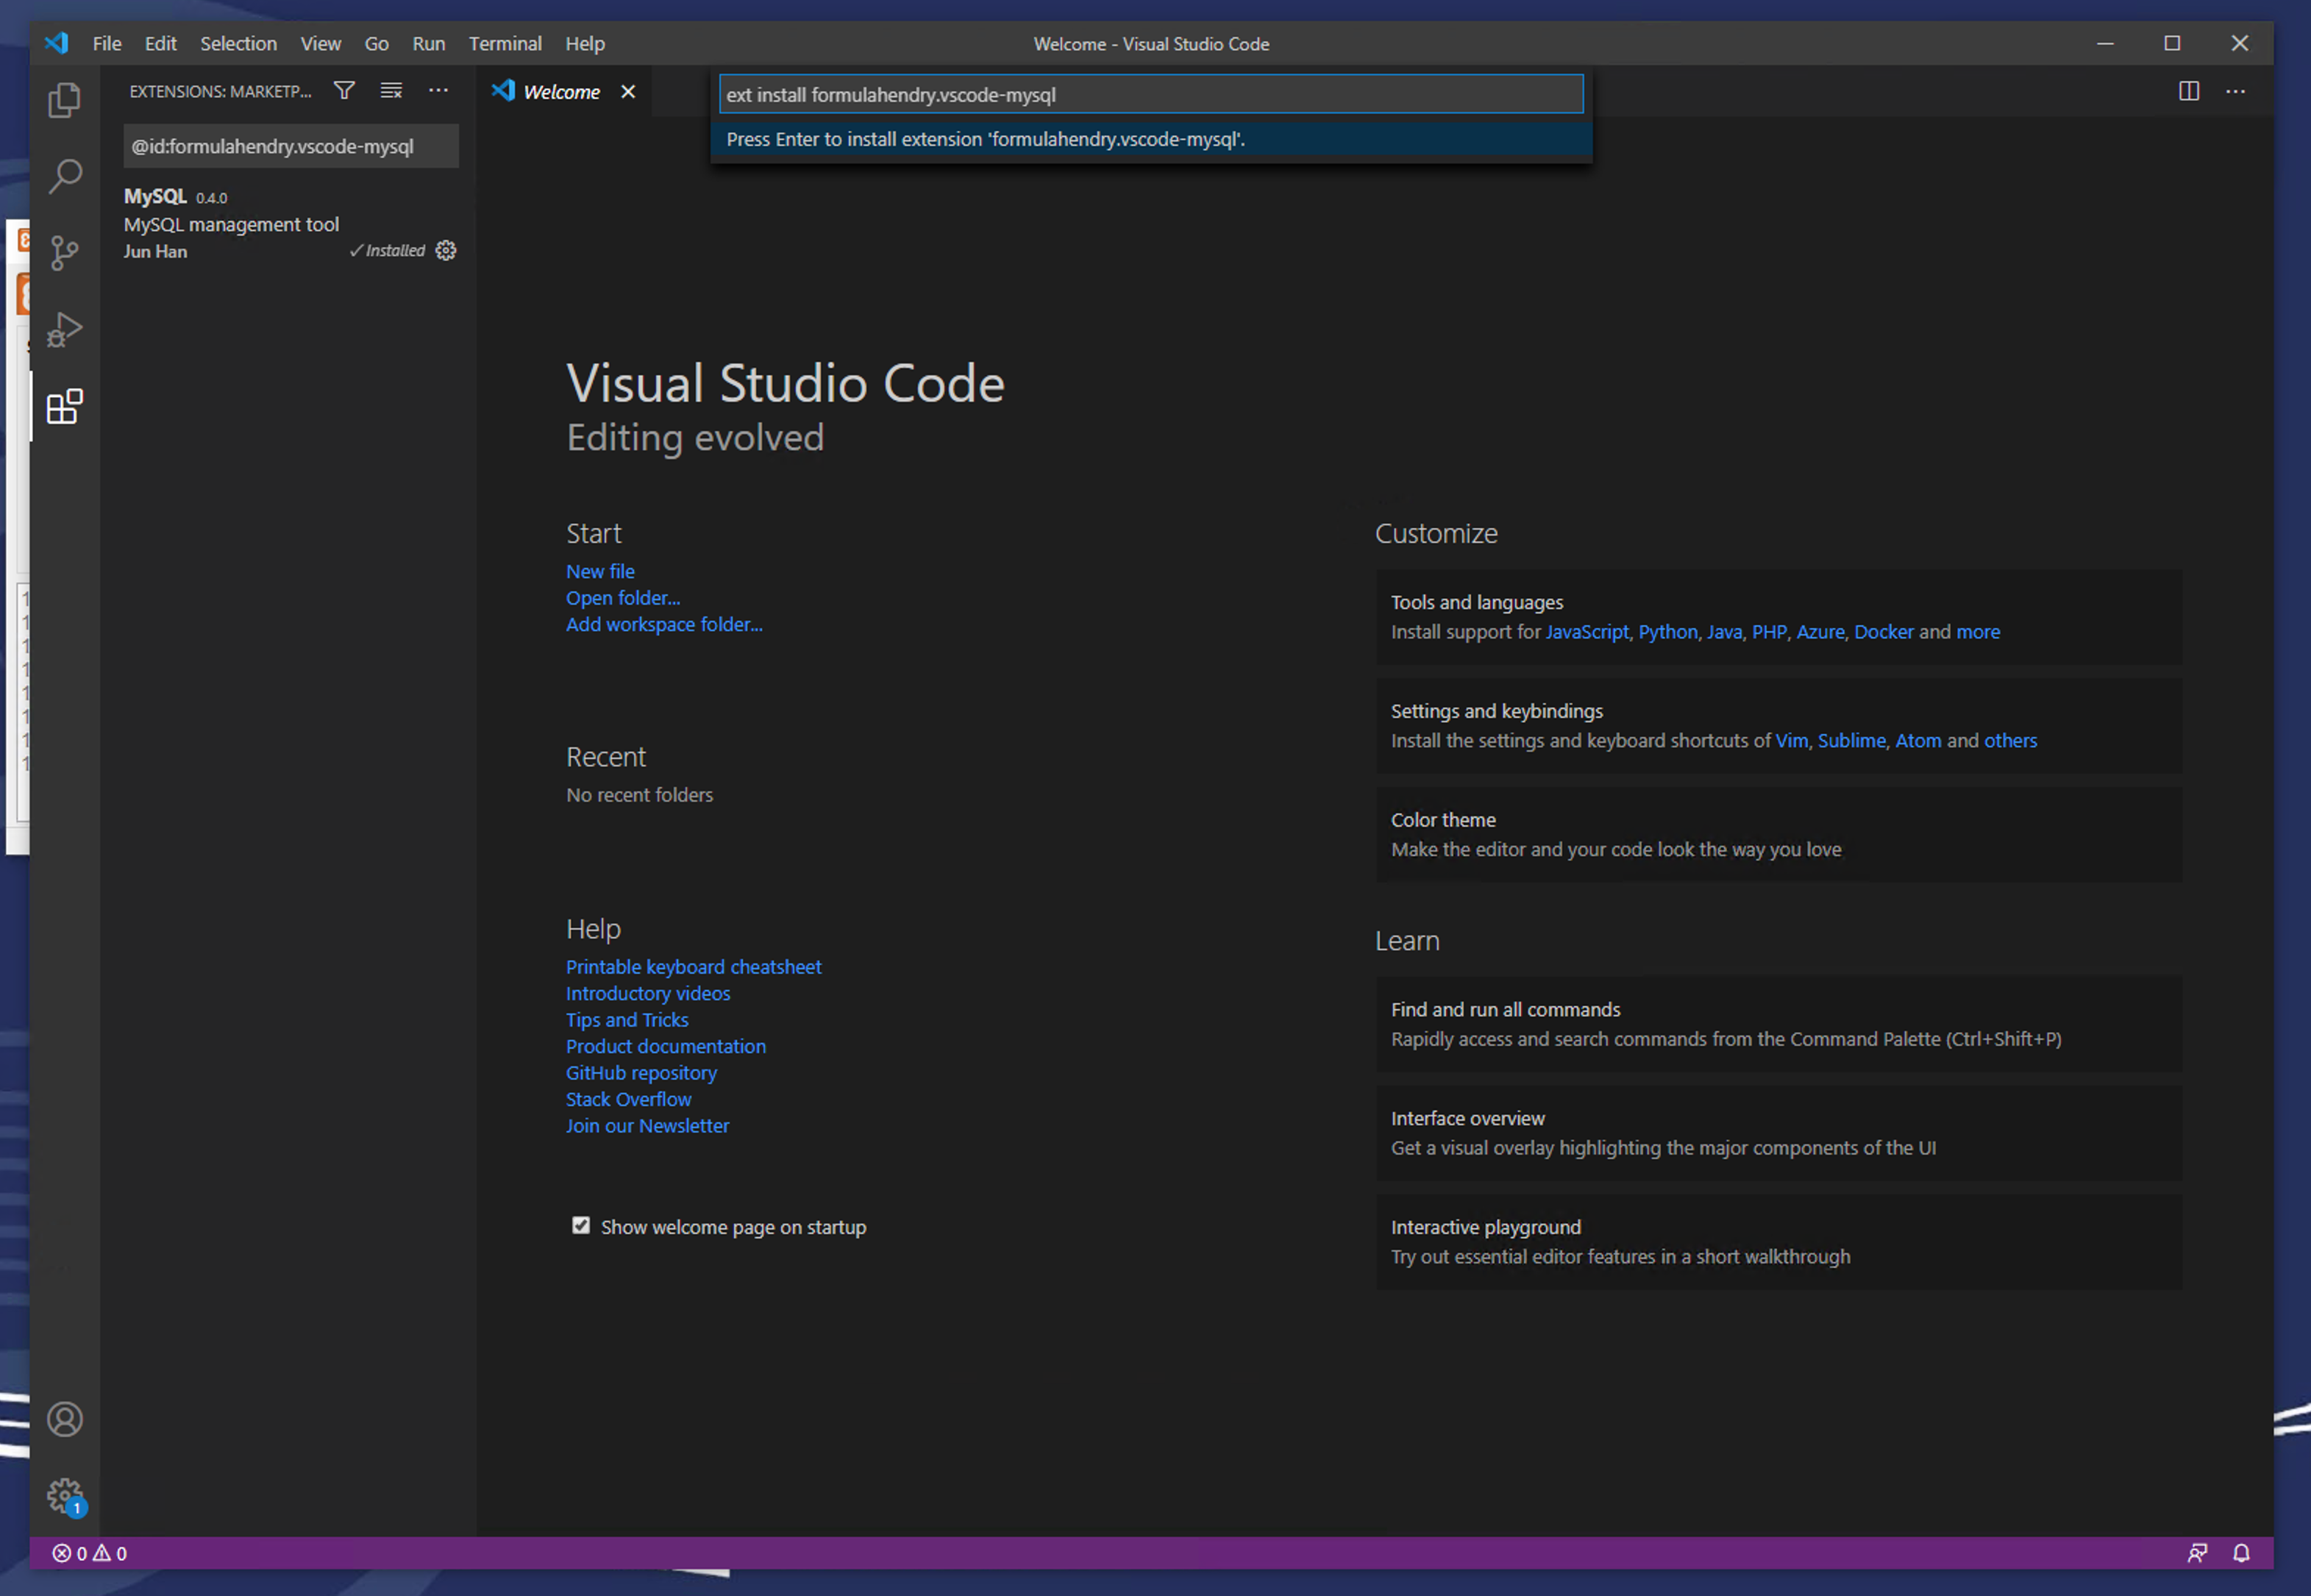 File Edit Selection View Go Run Terminal Help
Welcome - Visual Studio Code
EXTENSIONS: MARKETP...
Welcome
ext install formulahendry.vscode-mysql
Press Enter to install extension 'formulahendry.vscode-mysql'.
@id:formulahendry.vscode-mysql
MySQL 0.4.0
MySQL management tool
Jun Han
✓Installed
Visual Studio Code
Editing evolved
Start
New file
Open folder...
Add workspace folder...
Recent
No recent folders
Help
Printable keyboard cheatsheet
Introductory videos
Tips and Tricks
Product documentation
GitHub repository
Stack Overflow
Join our Newsletter
Show welcome page on startup
Customize
Tools and languages
Install support for JavaScript, Python, Java, PHP, Azure, Docker and more
Settings and keybindings
Install the settings and keyboard shortcuts of Vim, Sublime, Atom and others
Color theme
Make the editor and your code look the way you love
Learn
Find and run all commands
Rapidly access and search commands from the Command Palette (Ctrl+Shift+P)
Interface overview
Get a visual overlay highlighting the major components of the UI
Interactive playground
Try out essential editor features in a short walkthrough
1
0 0